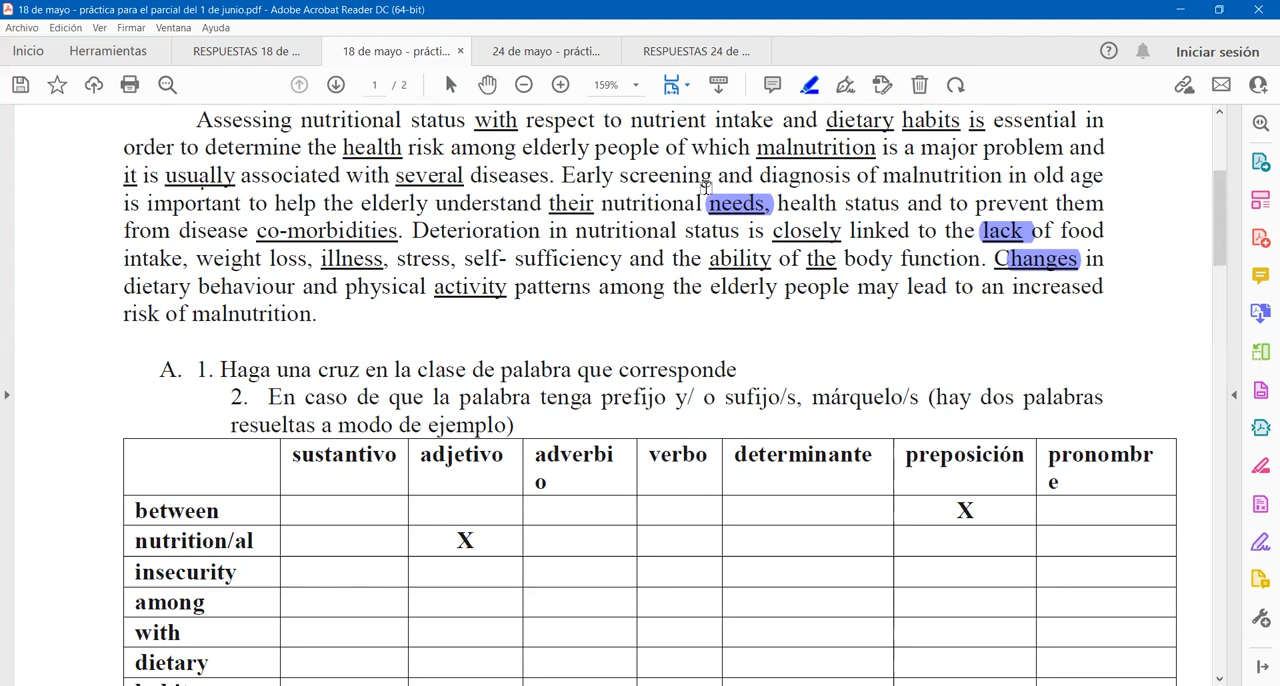 18 de mayo - práctica para el parcial del 1 de junio.pdf - Adobe Acrobat Reader DC (64-bit)
Archivo Edición Ver Firmar Ventana Ayuda
Inicio Herramientas RESPUESTAS 18 de ... 18 de mayo - prácti... × 24 de mayo - prácti... RESPUESTAS 24 de ... Iniciar sesión
1 / 2 159%
Assessing nutritional status with respect to nutrient intake and dietary habits is essential in
order to determine the health risk among elderly people of which malnutrition is a major problem and
it is usually associated with several diseases. Early screening and diagnosis of malnutrition in old age
is important to help the elderly understand their nutritional needs, health status and to prevent them
from disease co-morbidities. Deterioration in nutritional status is closely linked to the lack of food
intake, weight loss, illness, stress, self- sufficiency and the ability of the body function. Changes in
dietary behaviour and physical activity patterns among the elderly people may lead to an increased
risk of malnutrition.
A. 1. Haga una cruz en la clase de palabra que corresponde
2. En caso de que la palabra tenga prefijo y/ o sufijo/s, márquelo/s (hay dos palabras
resueltas a modo de ejemplo)
sustantivo adjetivo adverbi verbo determinante preposición pronombr
o e
between X
nutrition/al X
insecurity
among
with
dietary